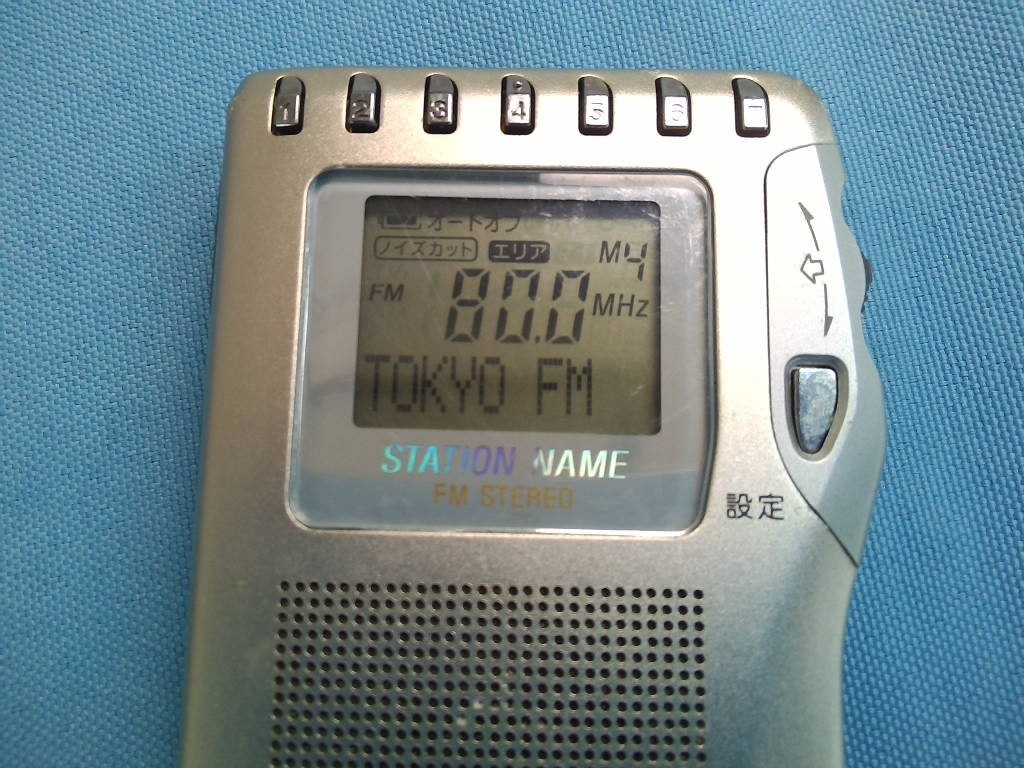 1 2 3 4 5 6 7
オートオフ
ノイズカット エリア M4
FM 80.0 MHz
TOKYO FM
STATION NAME
FM STEREO
設定